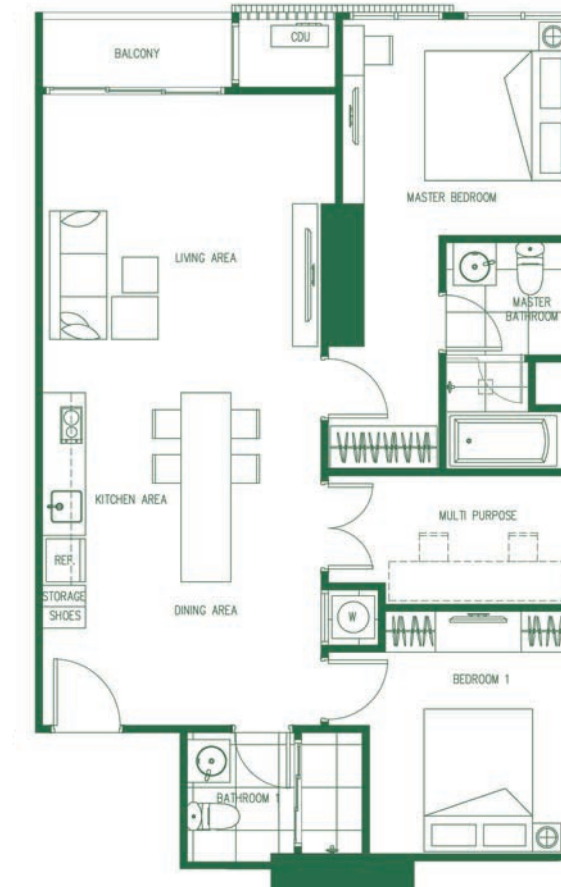 BALCONY
CDU
MASTER BEDROOM
LIVING AREA
MASTER
BATHROOM
KITCHEN AREA
MULTI PURPOSE
REF.
STORAGE
SHOES
DINING AREA
W
BEDROOM 1
BATHROOM 1